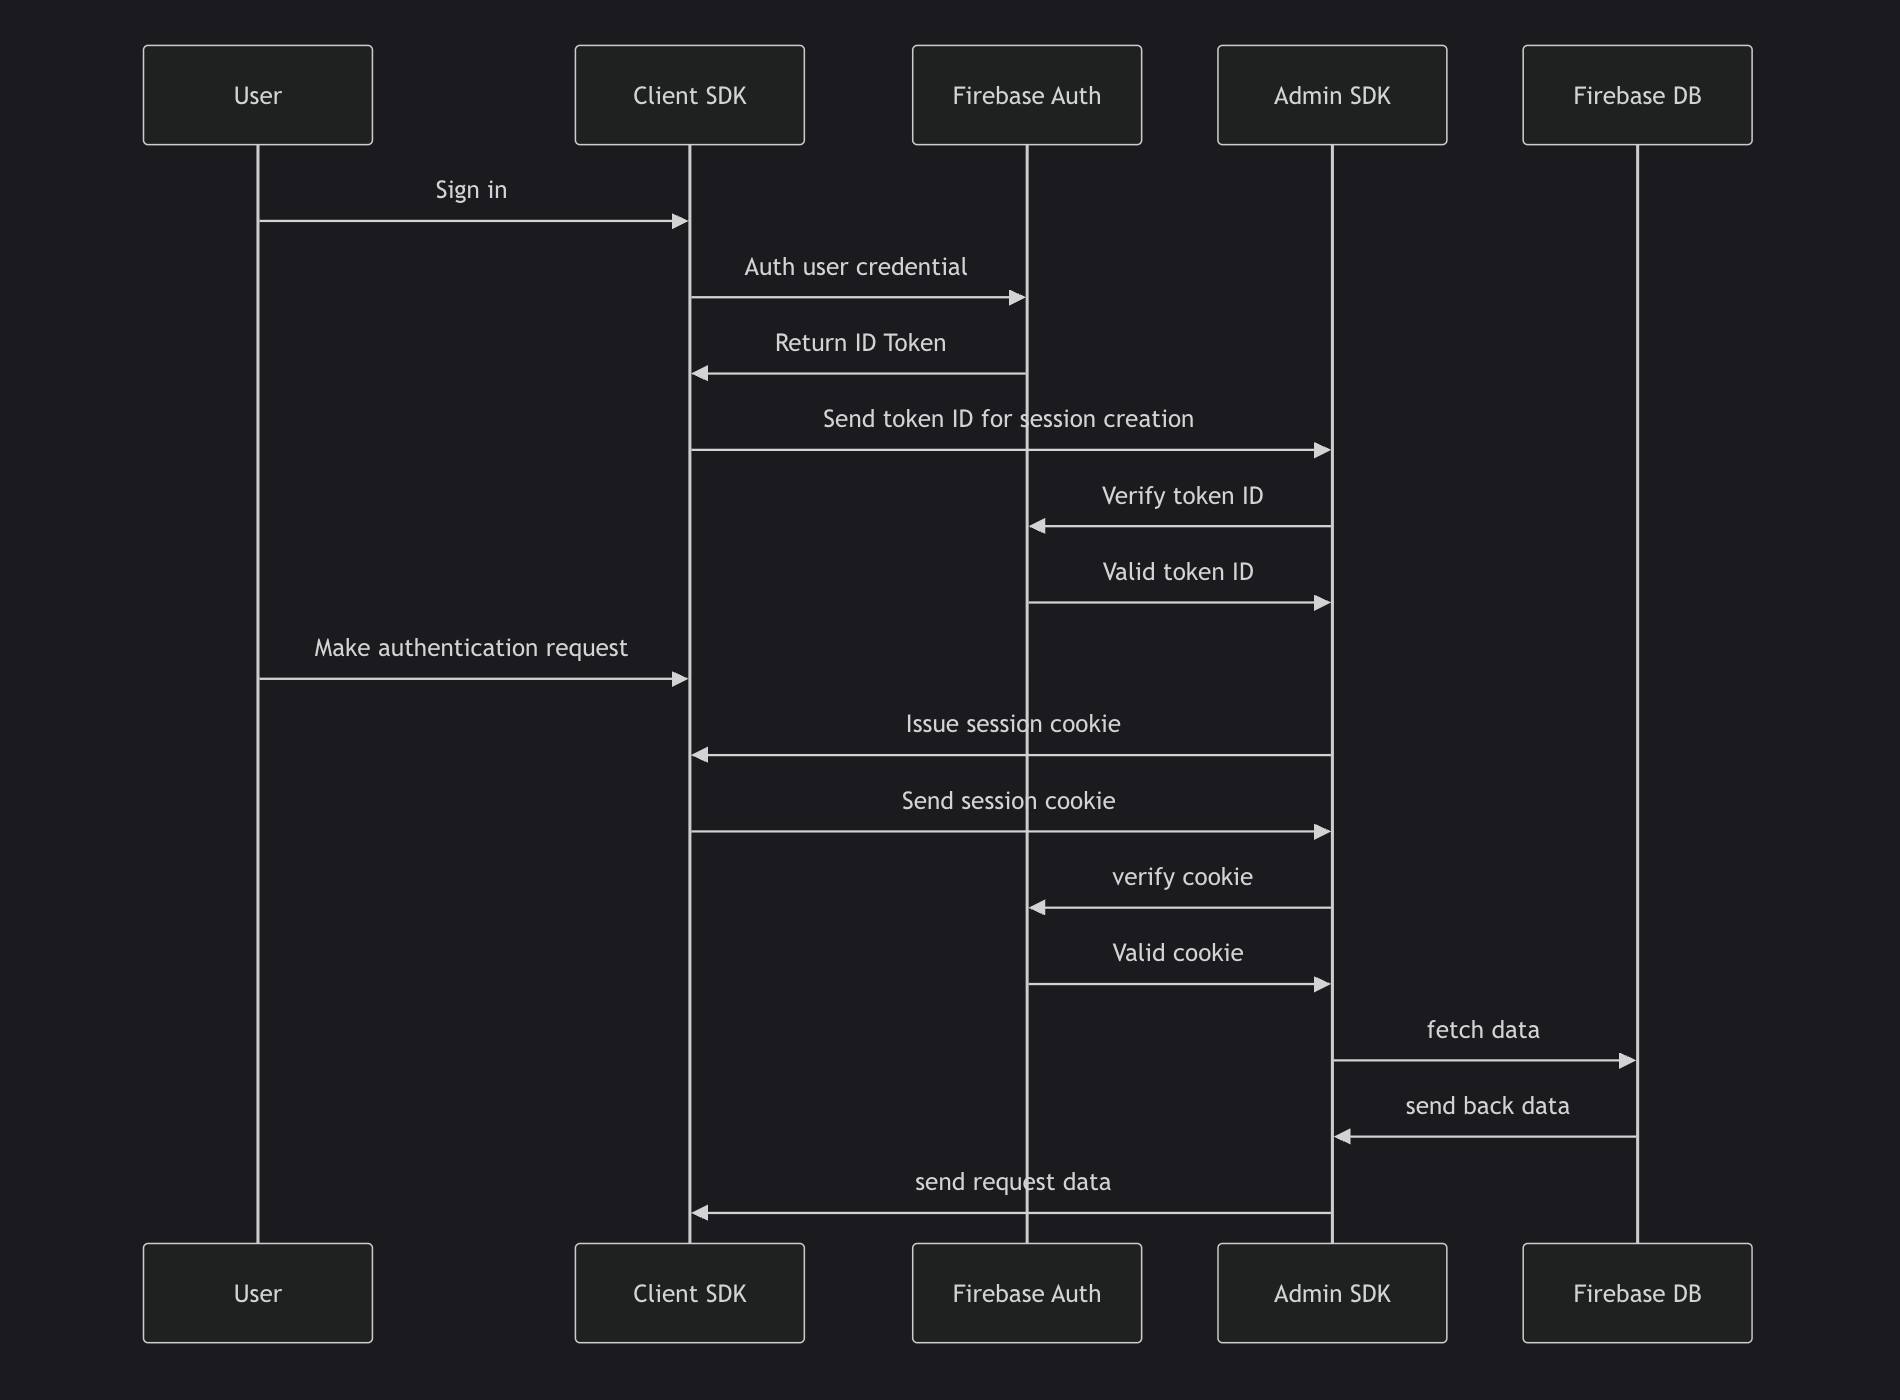 User
Client SDK
Firebase Auth
Admin SDK
Firebase DB
Sign in
Auth user credential
Return ID Token
Send token ID for session creation
Verify token ID
Valid token ID
Make authentication request
Issue session cookie
Send session cookie
verify cookie
Valid cookie
fetch data
send back data
send request data
User
Client SDK
Firebase Auth
Admin SDK
Firebase DB